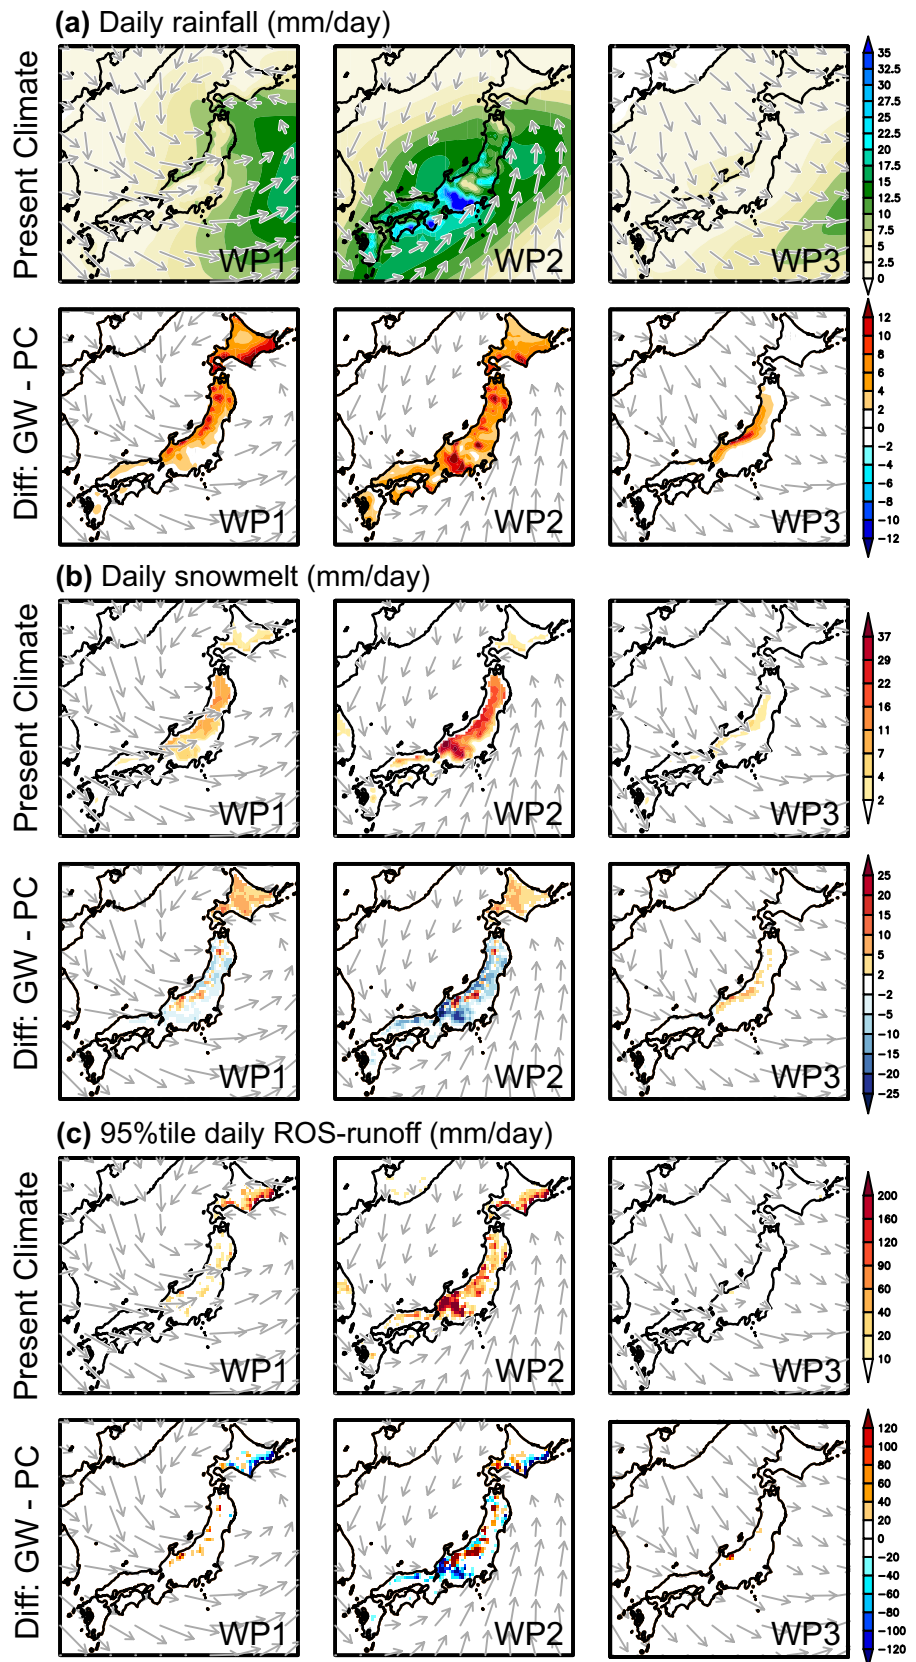 (a) Daily rainfall (mm/day)
Present Climate
WP1
WP2
WP3
35
32.5
30
27.5
25
22.5
20
17.5
15
12.5
10
7.5
5
2.5
0
Diff. GW - PC
WP1
WP2
WP3
12
10
8
6
4
2
0
−2
−4
−6
−8
−10
−12
(b) Daily snowmelt (mm/day)
Present Climate
WP1
WP2
WP3
37
29
22
16
11
7
4
2
Diff. GW - PC
WP1
WP2
WP3
25
20
15
10
5
2
−2
−5
−10
−15
−20
−25
(c) 95%tile daily ROS-runoff (mm/day)
Present Climate
WP1
WP2
WP3
200
160
120
90
60
40
20
10
Diff. GW - PC
WP1
WP2
WP3
120
100
80
60
40
20
0
−20
−40
−60
−80
−100
−120